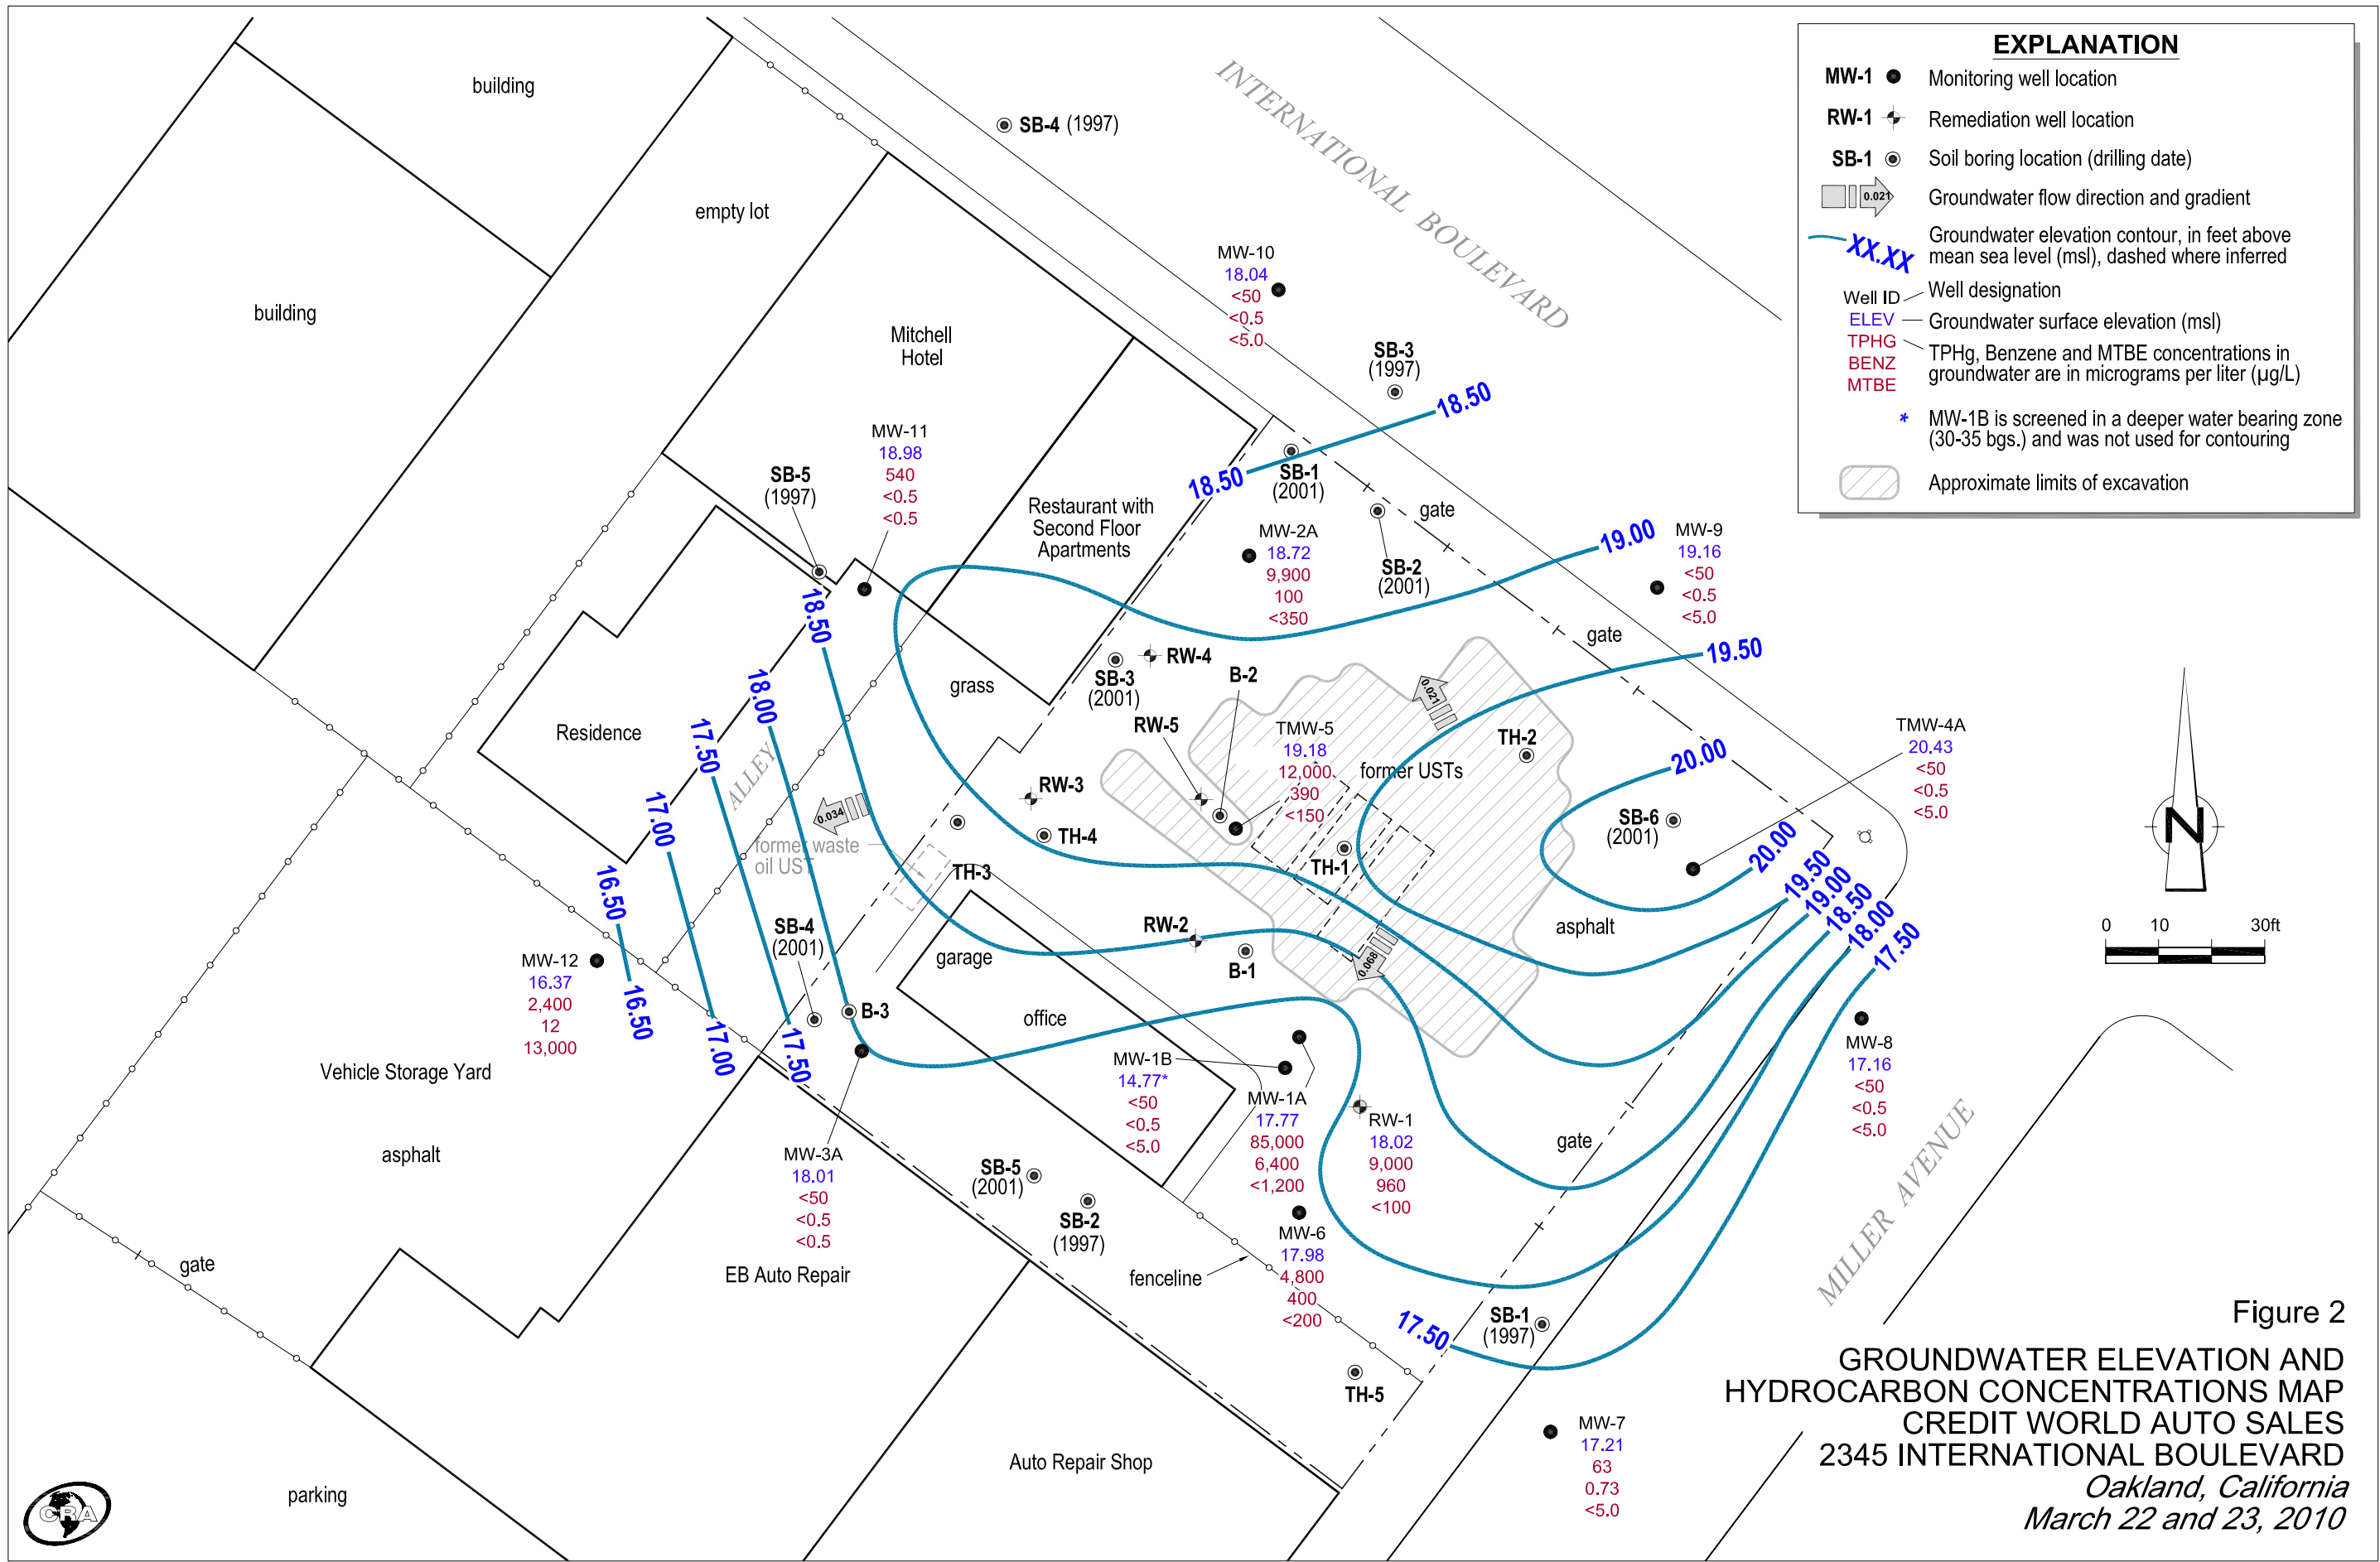 EXPLANATION
MW-1 Monitoring well location
RW-1 Remediation well location
SB-1 Soil boring location (drilling date)
0.021 Groundwater flow direction and gradient
XX.XX Groundwater elevation contour, in feet above
mean sea level (msl), dashed where inferred
Well ID Well designation
ELEV Groundwater surface elevation (msl)
TPHG
BENZ
MTBE
TPHg, Benzene and MTBE concentrations in
groundwater are in micrograms per liter (µg/L)
* MW-1B is screened in a deeper water bearing zone
(30-35 bgs.) and was not used for contouring
Approximate limits of excavation
building
SB-4 (1997)
INTERNATIONAL BOULEVARD
empty lot
building
Mitchell
Hotel
MW-10
18.04
<50
<0.5
<5.0
SB-3
(1997)
18.50
18.50
SB-1
(2001)
MW-11
18.98
540
<0.5
<0.5
SB-5
(1997)
Restaurant with
Second Floor
Apartments
MW-2A
18.72
9,900
100
<350
gate
SB-2
(2001)
19.00
MW-9
19.16
<50
<0.5
<5.0
gate
19.50
18.50
18.00
17.50
17.00
16.50
Residence
ALLEY
grass
SB-3
(2001)
RW-4
B-2
RW-5
0.021
TMW-5
19.18
12,000
390
<150
former USTs
TH-2
20.00
TMW-4A
20.43
<50
<0.5
<5.0
SB-6
(2001)
20.00
19.50
19.00
18.50
18.00
17.50
N
0 10 30ft
RW-3
TH-4
0.034
former waste
oil UST
TH-3
TH-1
asphalt
RW-2
B-1
0.068
garage
office
SB-4
(2001)
B-3
MW-12
16.37
2,400
12
13,000
16.50
17.00
17.50
Vehicle Storage Yard
asphalt
MW-1B
14.77*
<50
<0.5
<5.0
MW-1A
17.77
85,000
6,400
<1,200
RW-1
18.02
9,000
960
<100
MW-8
17.16
<50
<0.5
<5.0
gate
MW-3A
18.01
<50
<0.5
<0.5
SB-5
(2001)
SB-2
(1997)
MW-6
17.98
4,800
400
<200
fenceline
gate
EB Auto Repair
MILLER AVENUE
17.50
SB-1
(1997)
TH-5
MW-7
17.21
63
0.73
<5.0
Auto Repair Shop
parking
CRA
Figure 2
GROUNDWATER ELEVATION AND
HYDROCARBON CONCENTRATIONS MAP
CREDIT WORLD AUTO SALES
2345 INTERNATIONAL BOULEVARD
Oakland, California
March 22 and 23, 2010